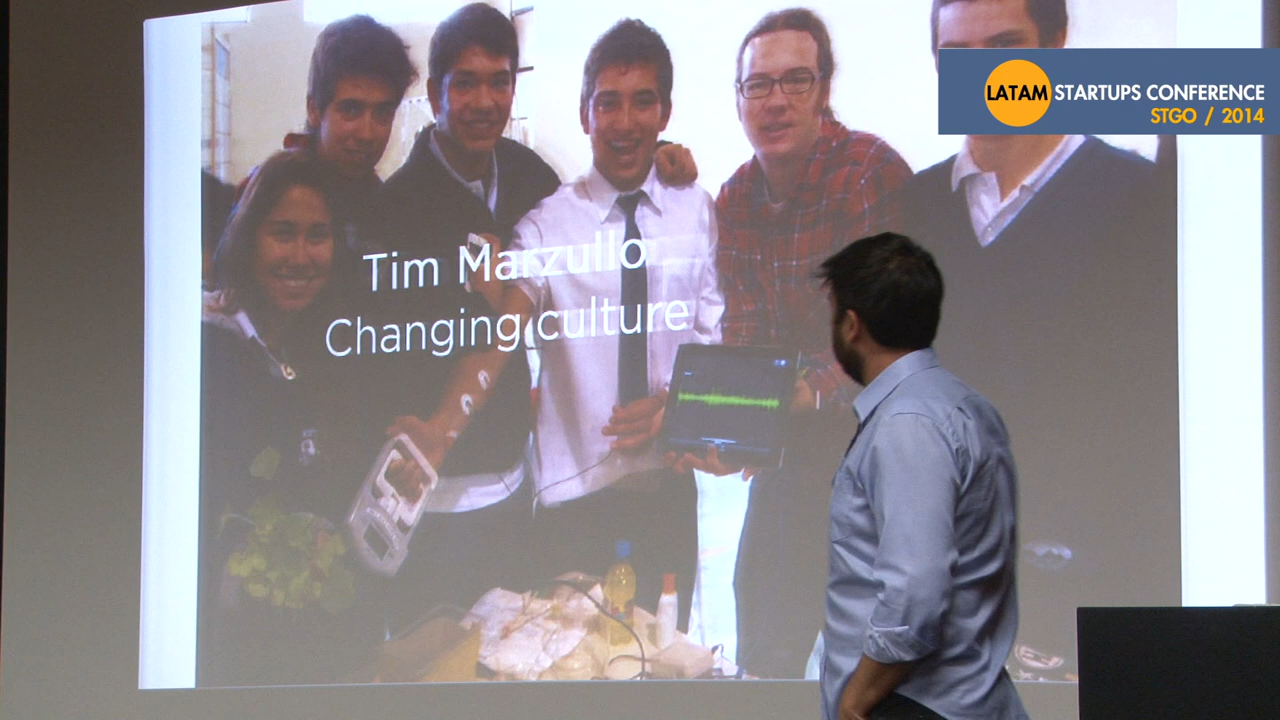 LATAM STARTUPS CONFERENCE
STGO / 2014
Tim Marzullo
Changing culture